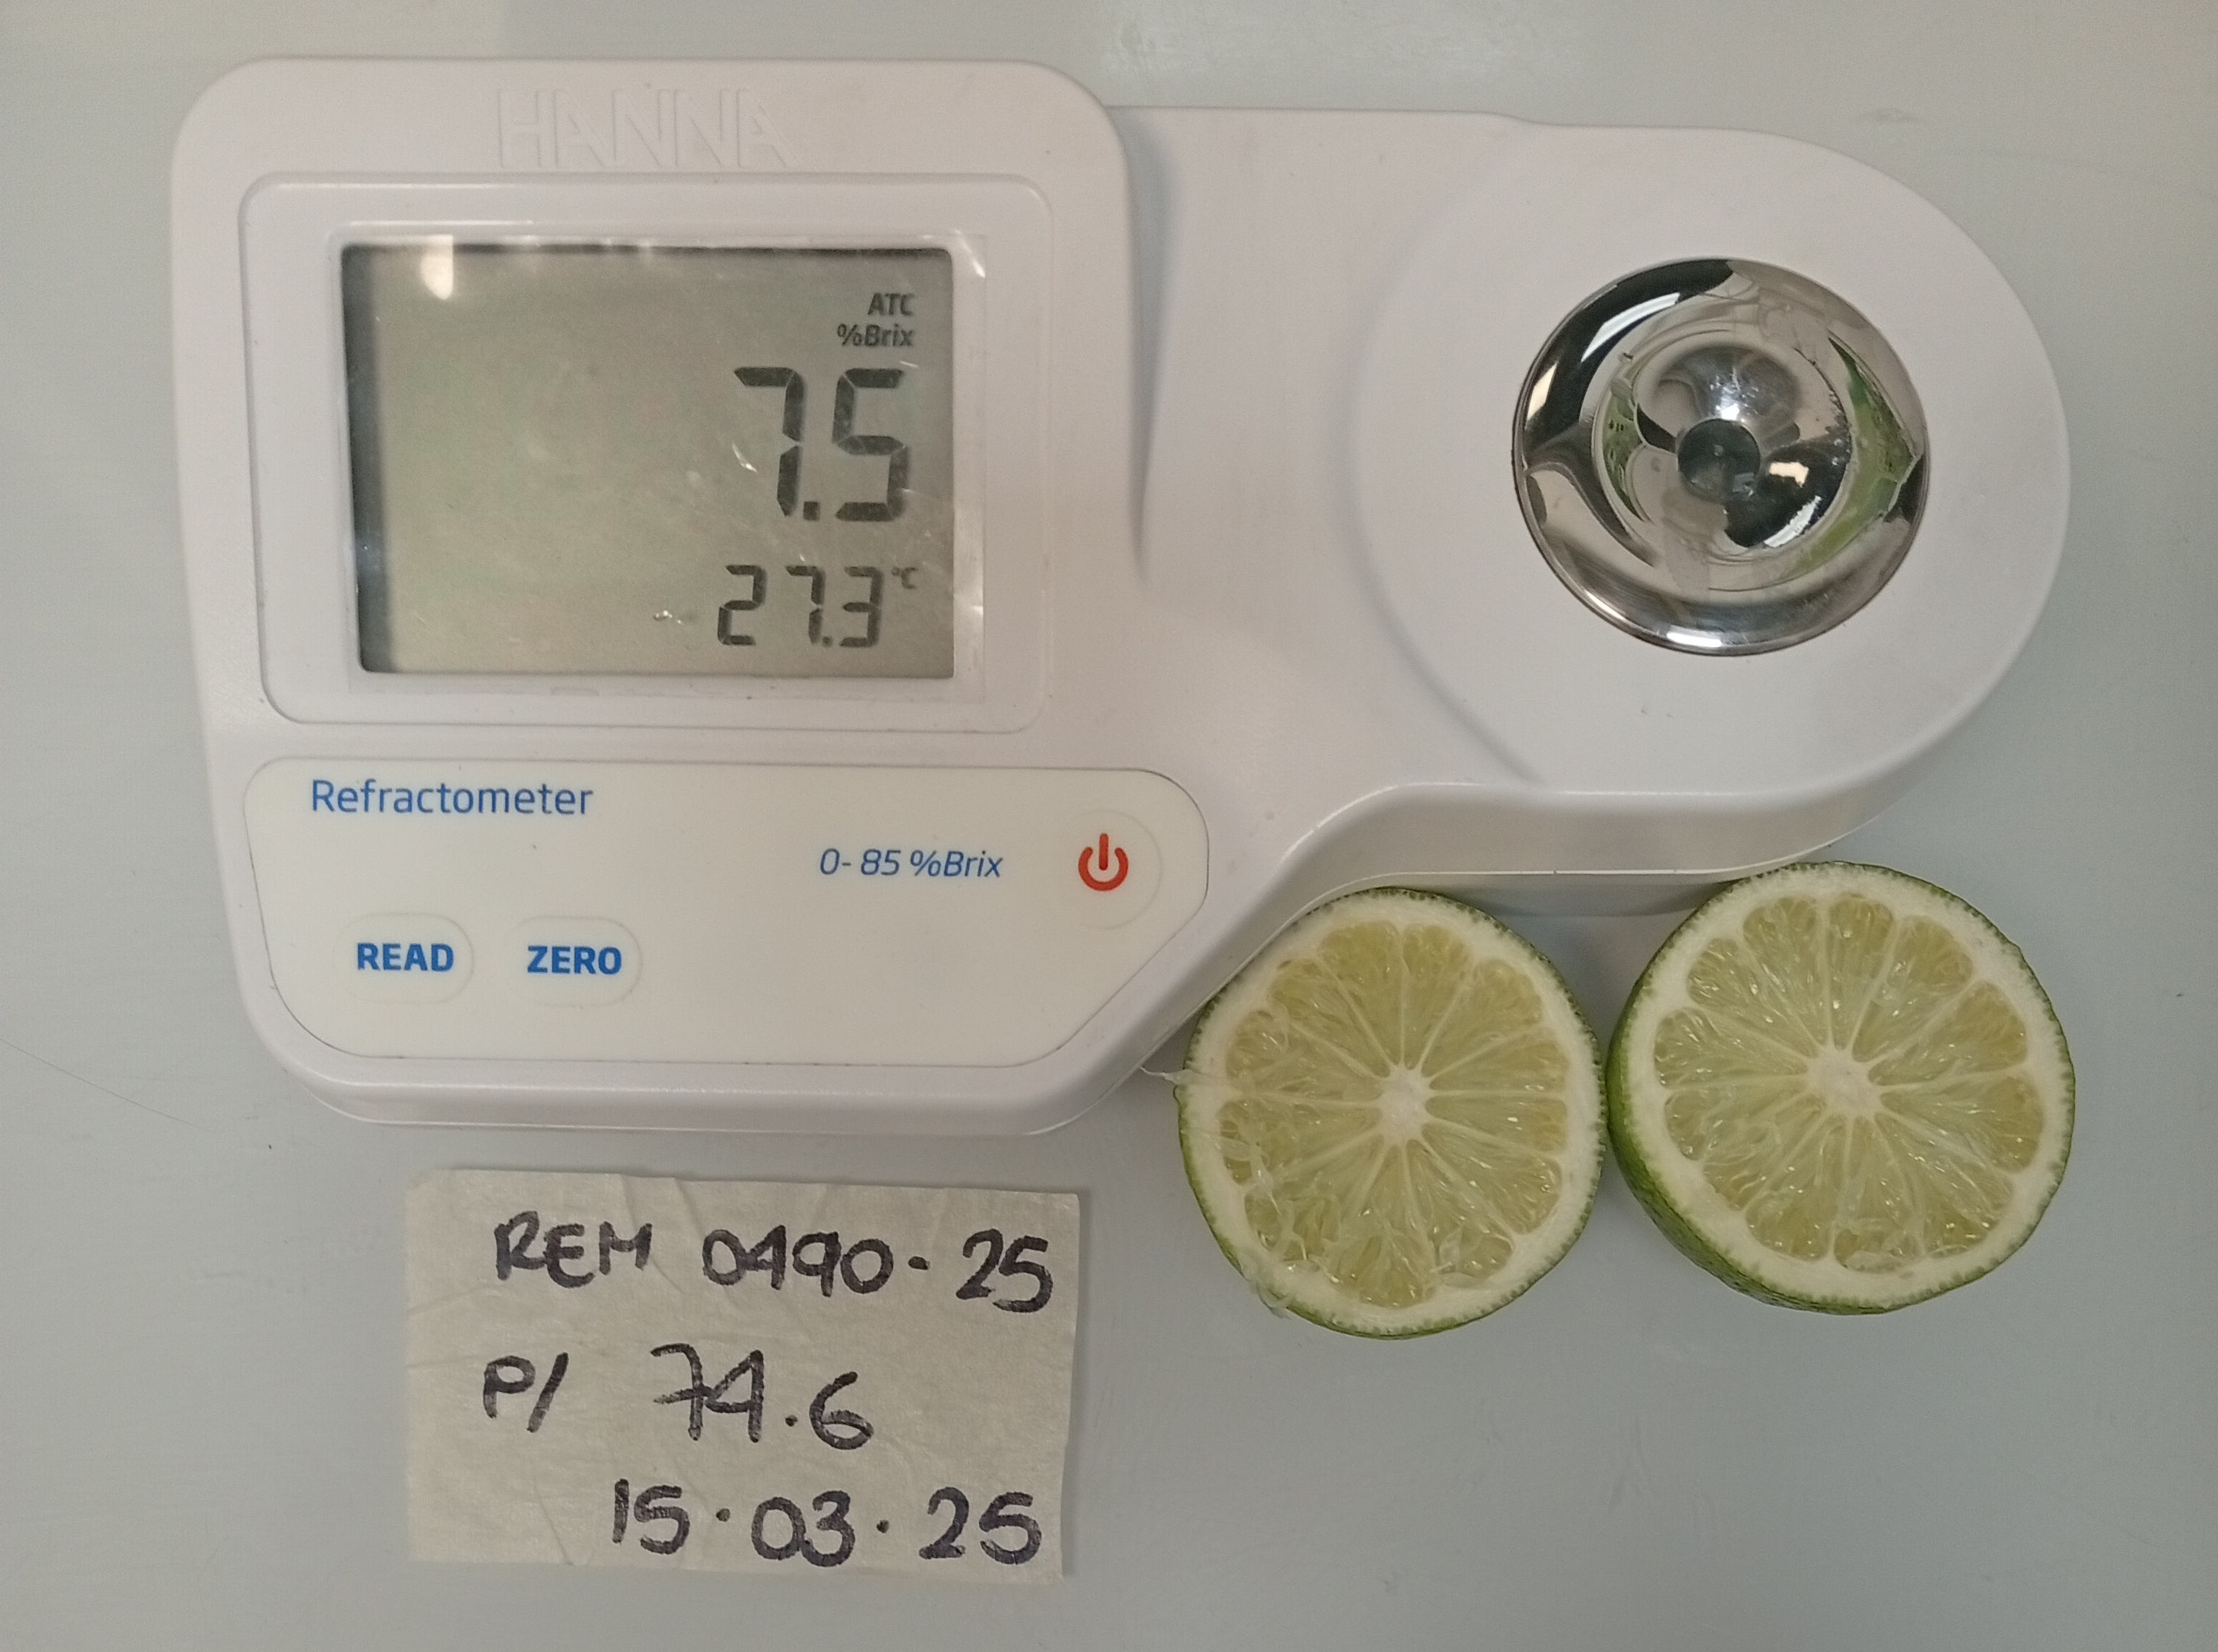 HANNA
ATC
%Brix
7.5
27.3 °C
Refractometer
0-85 %Brix
READ ZERO
REM 0490-25
P/ 74.6
15.03.25